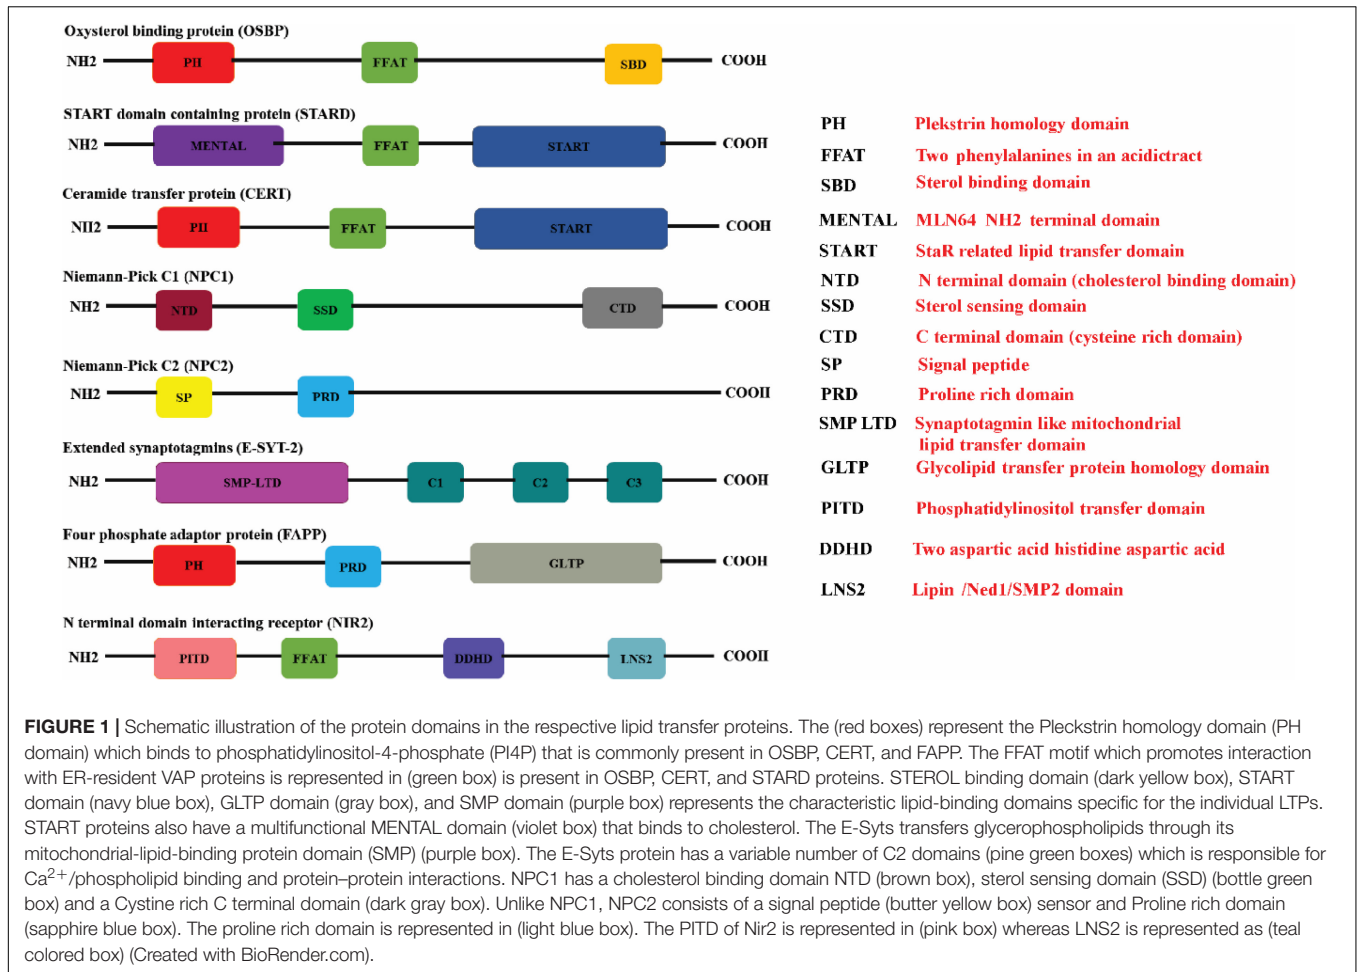 Oxysterol binding protein (OSBP)
NH2 PH FFAT SBD COOH
START domain containing protein (STARD)
NH2 MENTAL FFAT START COOH
Ceramide transfer protein (CERT)
NH2 PH FFAT START COOH
Niemann-Pick C1 (NPC1)
NH2 NTD SSD CTD COOH
Niemann-Pick C2 (NPC2)
NH2 SP PRD COOH
Extended synaptotagmins (E-SYT-2)
NH2 SMP-LTD C1 C2 C3 COOH
Four phosphate adaptor protein (FAPP)
NH2 PH PRD GLTP COOH
N terminal domain interacting receptor (NIR2)
NH2 PITD FFAT DDHD LNS2 COOH
PH Plekstrin homology domain
FFAT Two phenylalanines in an acidictract
SBD Sterol binding domain
MENTAL MLN64 NH2 terminal domain
START StaR related lipid transfer domain
NTD N terminal domain (cholesterol binding domain)
SSD Sterol sensing domain
CTD C terminal domain (cysteine rich domain)
SP Signal peptide
PRD Proline rich domain
SMP LTD Synaptotagmin like mitochondrial
lipid transfer domain
GLTP Glycolipid transfer protein homology domain
PITD Phosphatidylinositol transfer domain
DDHD Two aspartic acid histidine aspartic acid
LNS2 Lipin /Ned1/SMP2 domain
FIGURE 1 | Schematic illustration of the protein domains in the respective lipid transfer proteins. The (red boxes) represent the Pleckstrin homology domain (PH
domain) which binds to phosphatidylinositol-4-phosphate (PI4P) that is commonly present in OSBP, CERT, and FAPP. The FFAT motif which promotes interaction
with ER-resident VAP proteins is represented in (green box) is present in OSBP, CERT, and STARD proteins. STEROL binding domain (dark yellow box), START
domain (navy blue box), GLTP domain (gray box), and SMP domain (purple box) represents the characteristic lipid-binding domains specific for the individual LTPs.
START proteins also have a multifunctional MENTAL domain (violet box) that binds to cholesterol. The E-Syts transfers glycerophospholipids through its
mitochondrial-lipid-binding protein domain (SMP) (purple box). The E-Syts protein has a variable number of C2 domains (pine green boxes) which is responsible for
Ca2+/phospholipid binding and protein–protein interactions. NPC1 has a cholesterol binding domain NTD (brown box), sterol sensing domain (SSD) (bottle green
box) and a Cystine rich C terminal domain (dark gray box). Unlike NPC1, NPC2 consists of a signal peptide (butter yellow box) sensor and Proline rich domain
(sapphire blue box). The proline rich domain is represented in (light blue box). The PITD of Nir2 is represented in (pink box) whereas LNS2 is represented as (teal
colored box) (Created with BioRender.com).